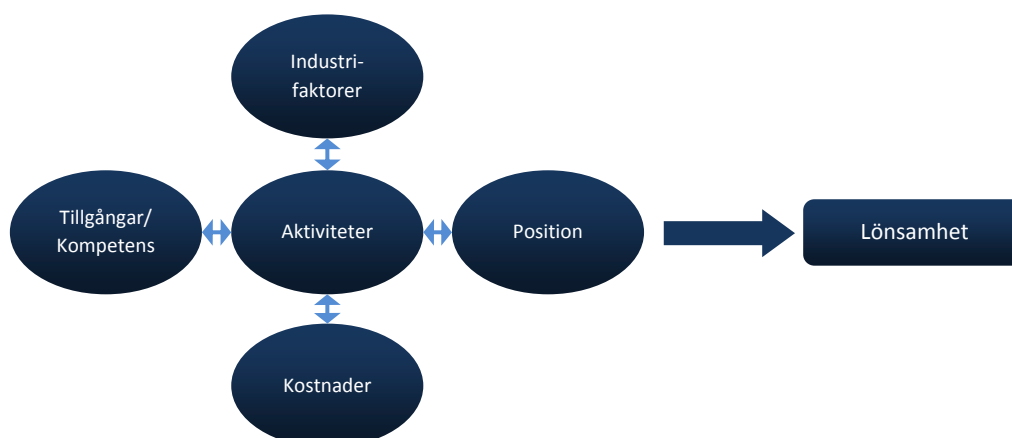 Industri-
faktorer
Tillgångar/
Kompetens
Aktiviteter
Position
Lönsamhet
Kostnader